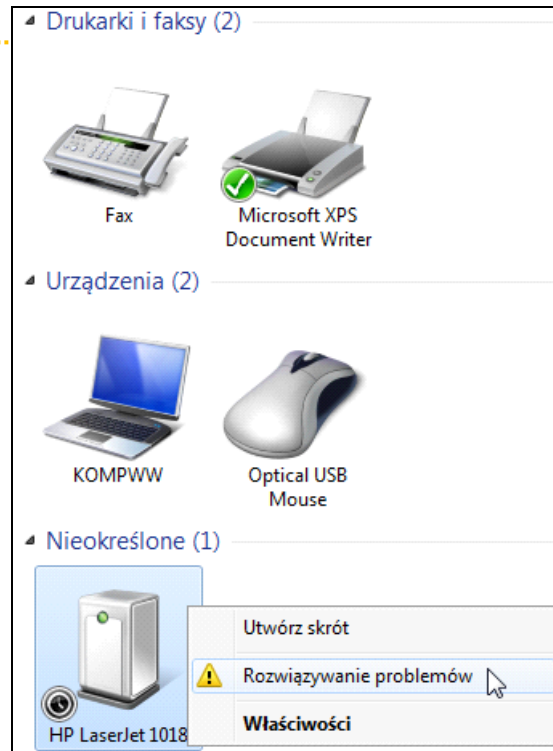 Drukarki i faksy (2)
Fax
Microsoft XPS
Document Writer
Urządzenia (2)
KOMPWW
Optical USB
Mouse
Nieokreślone (1)
Utwórz skrót
Rozwiązywanie problemów
Właściwości
HP LaserJet 1018